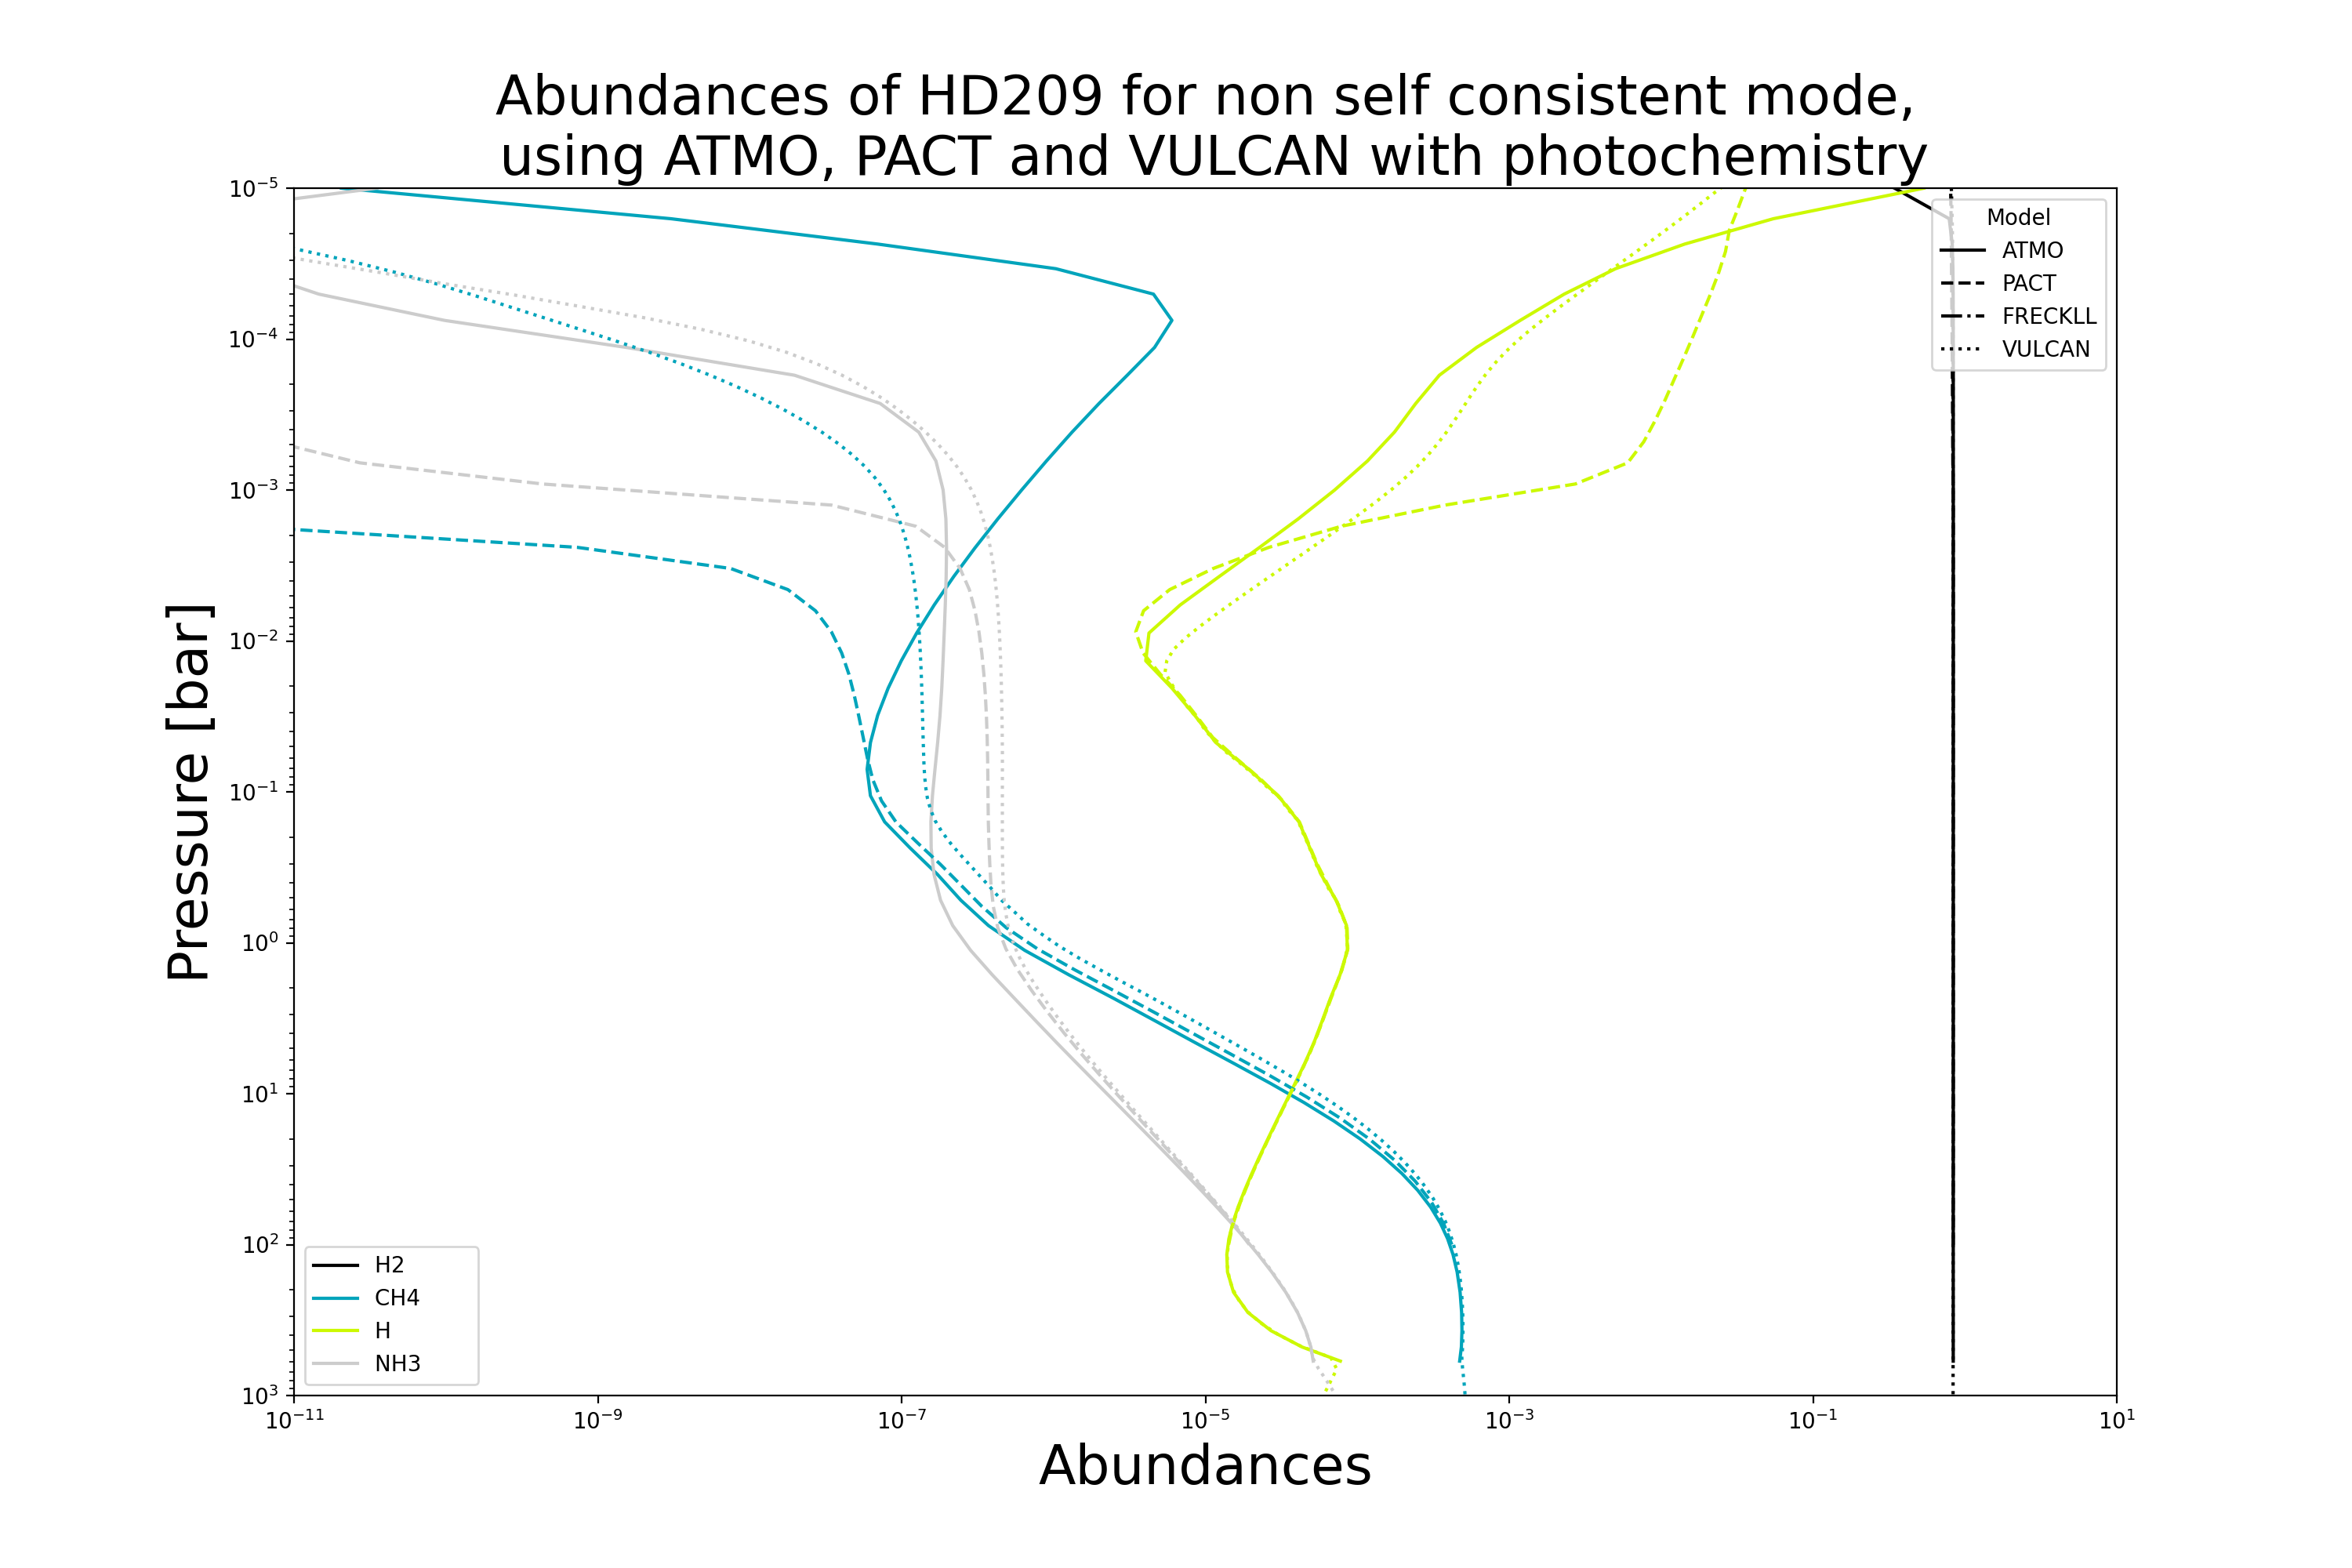 Abundances of HD209 for non self consistent mode,
using ATMO, PACT and VULCAN with photochemistry
Pressure [bar]
10⁻⁵
10⁻⁴
10⁻³
10⁻²
10⁻¹
10⁰
10¹
10²
10³
Model
ATMO
PACT
FRECKLL
VULCAN
H2
CH4
H
NH3
10⁻¹¹
10⁻⁹
10⁻⁷
10⁻⁵
10⁻³
10⁻¹
10¹
Abundances